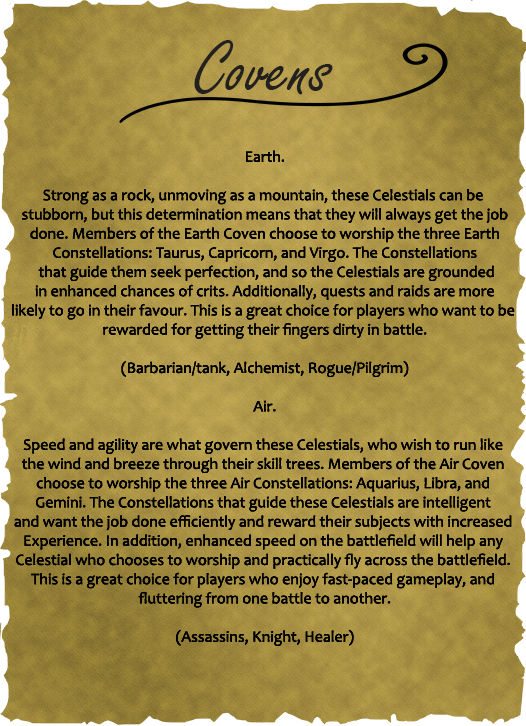 Covens
Earth.
Strong as a rock, unmoving as a mountain, these Celestials can be
stubborn, but this determination means that they will always get the job
done. Members of the Earth Coven choose to worship the three Earth
Constellations: Taurus, Capricorn, and Virgo. The Constellations
that guide them seek perfection, and so the Celestials are grounded
in enhanced chances of crits. Additionally, quests and raids are more
likely to go in their favour. This is a great choice for players who want to be
rewarded for getting their fingers dirty in battle.
(Barbarian/tank, Alchemist, Rogue/Pilgrim)
Air.
Speed and agility are what govern these Celestials, who wish to run like
the wind and breeze through their skill trees. Members of the Air Coven
choose to worship the three Air Constellations: Aquarius, Libra, and
Gemini. The Constellations that guide these Celestials are intelligent
and want the job done efficiently and reward their subjects with increased
Experience. In addition, enhanced speed on the battlefield will help any
Celestial who chooses to worship and practically fly across the battlefield.
This is a great choice for players who enjoy fast-paced gameplay, and
fluttering from one battle to another.
(Assassins, Knight, Healer)